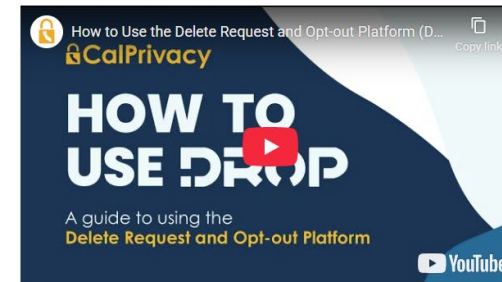 How to Use the Delete Request and Opt-out Platform (D...
Copy link
CalPrivacy
HOW TO
USE DROP
A guide to using the
Delete Request and Opt-out Platform
YouTube